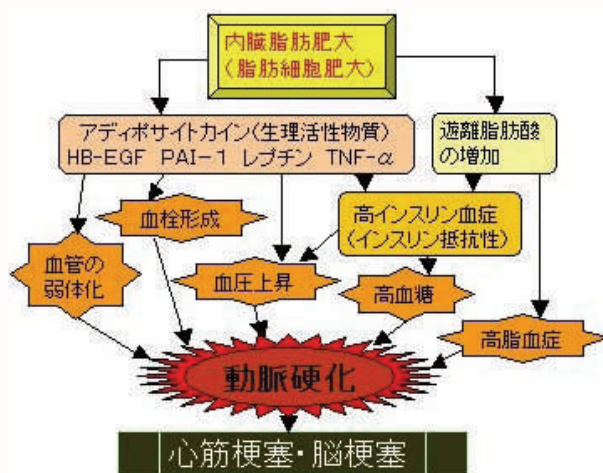 内臓脂肪肥大
(脂肪細胞肥大)
アディポサイトカイン(生理活性物質)
HB-EGF PAI-1 レプチン TNF-α
遊離脂肪酸
の増加
血栓形成
高インスリン血症
(インスリン抵抗性)
血管の
弱体化
血圧上昇
高血糖
高脂血症
動脈硬化
心筋梗塞・脳梗塞